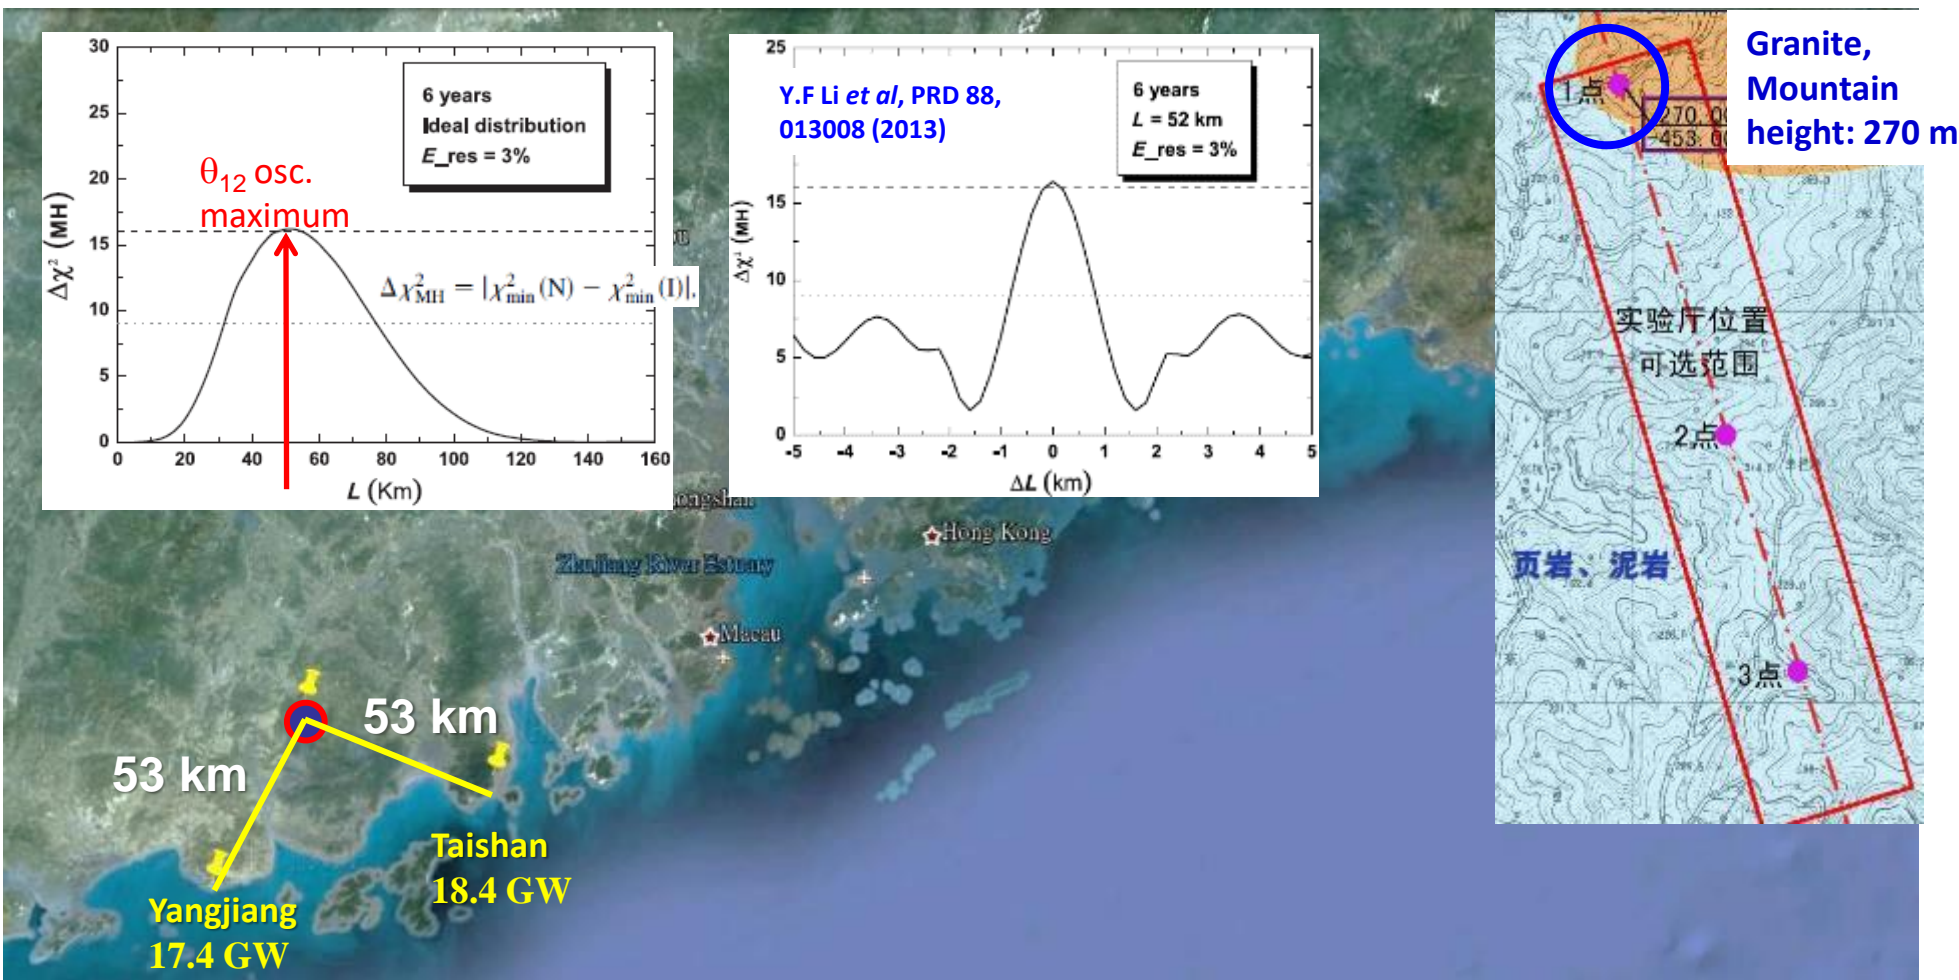 30
25
20
15
10
5
0
0 20 40 60 80 100 120 140 160
Δχ² (MH)
L (Km)
6 years
Ideal distribution
E_res = 3%
θ12 osc.
maximum
Δχ²MH = |χ²min(N) − χ²min(I)|.
25
20
15
10
5
0
-5 -4 -3 -2 -1 0 1 2 3 4 5
ΔL (km)
Y.F Li et al, PRD 88,
013008 (2013)
6 years
L = 52 km
E_res = 3%
Granite,
Mountain
height: 270 m
1点
实验厅位置
可选范围
2点
页岩、泥岩
3点
Hong Kong
Zhujiang River Estuary
Macau
53 km
53 km
Taishan
18.4 GW
Yangjiang
17.4 GW